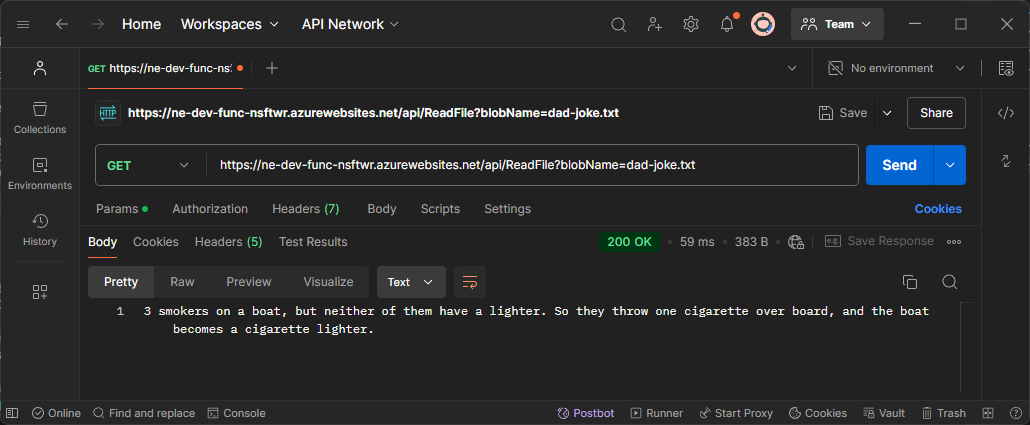 Home Workspaces API Network Team
GET https://ne-dev-func-nsf No environment
HTTP https://ne-dev-func-nsftwr.azurewebsites.net/api/ReadFile?blobName=dad-joke.txt Save Share
Collections
GET https://ne-dev-func-nsftwr.azurewebsites.net/api/ReadFile?blobName=dad-joke.txt Send
Environments
Params Authorization Headers (7) Body Scripts Settings Cookies
History
Body Cookies Headers (5) Test Results 200 OK 59 ms 383 B e.g. Save Response
Pretty Raw Preview Visualize Text
1 3 smokers on a boat, but neither of them have a lighter. So they throw one cigarette over board, and the boat
becomes a cigarette lighter.
Online Find and replace Console Postbot Runner Start Proxy Cookies Vault Trash